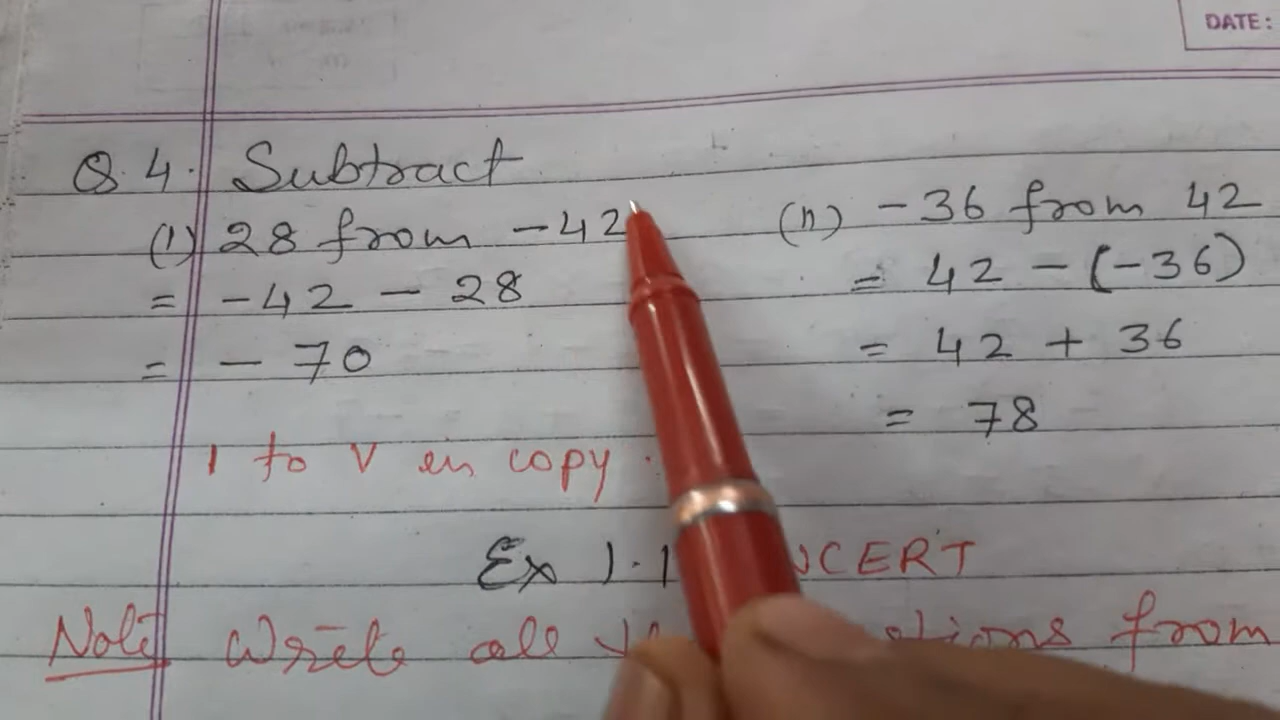 DATE:
Q.4. Subtract
(i) 28 from -42
= -42 - 28
= - 70
(ii) -36 from 42
= 42 - (-36)
= 42 + 36
= 78
1 to V in copy.
Ex 1.1 NCERT
Note Write all from